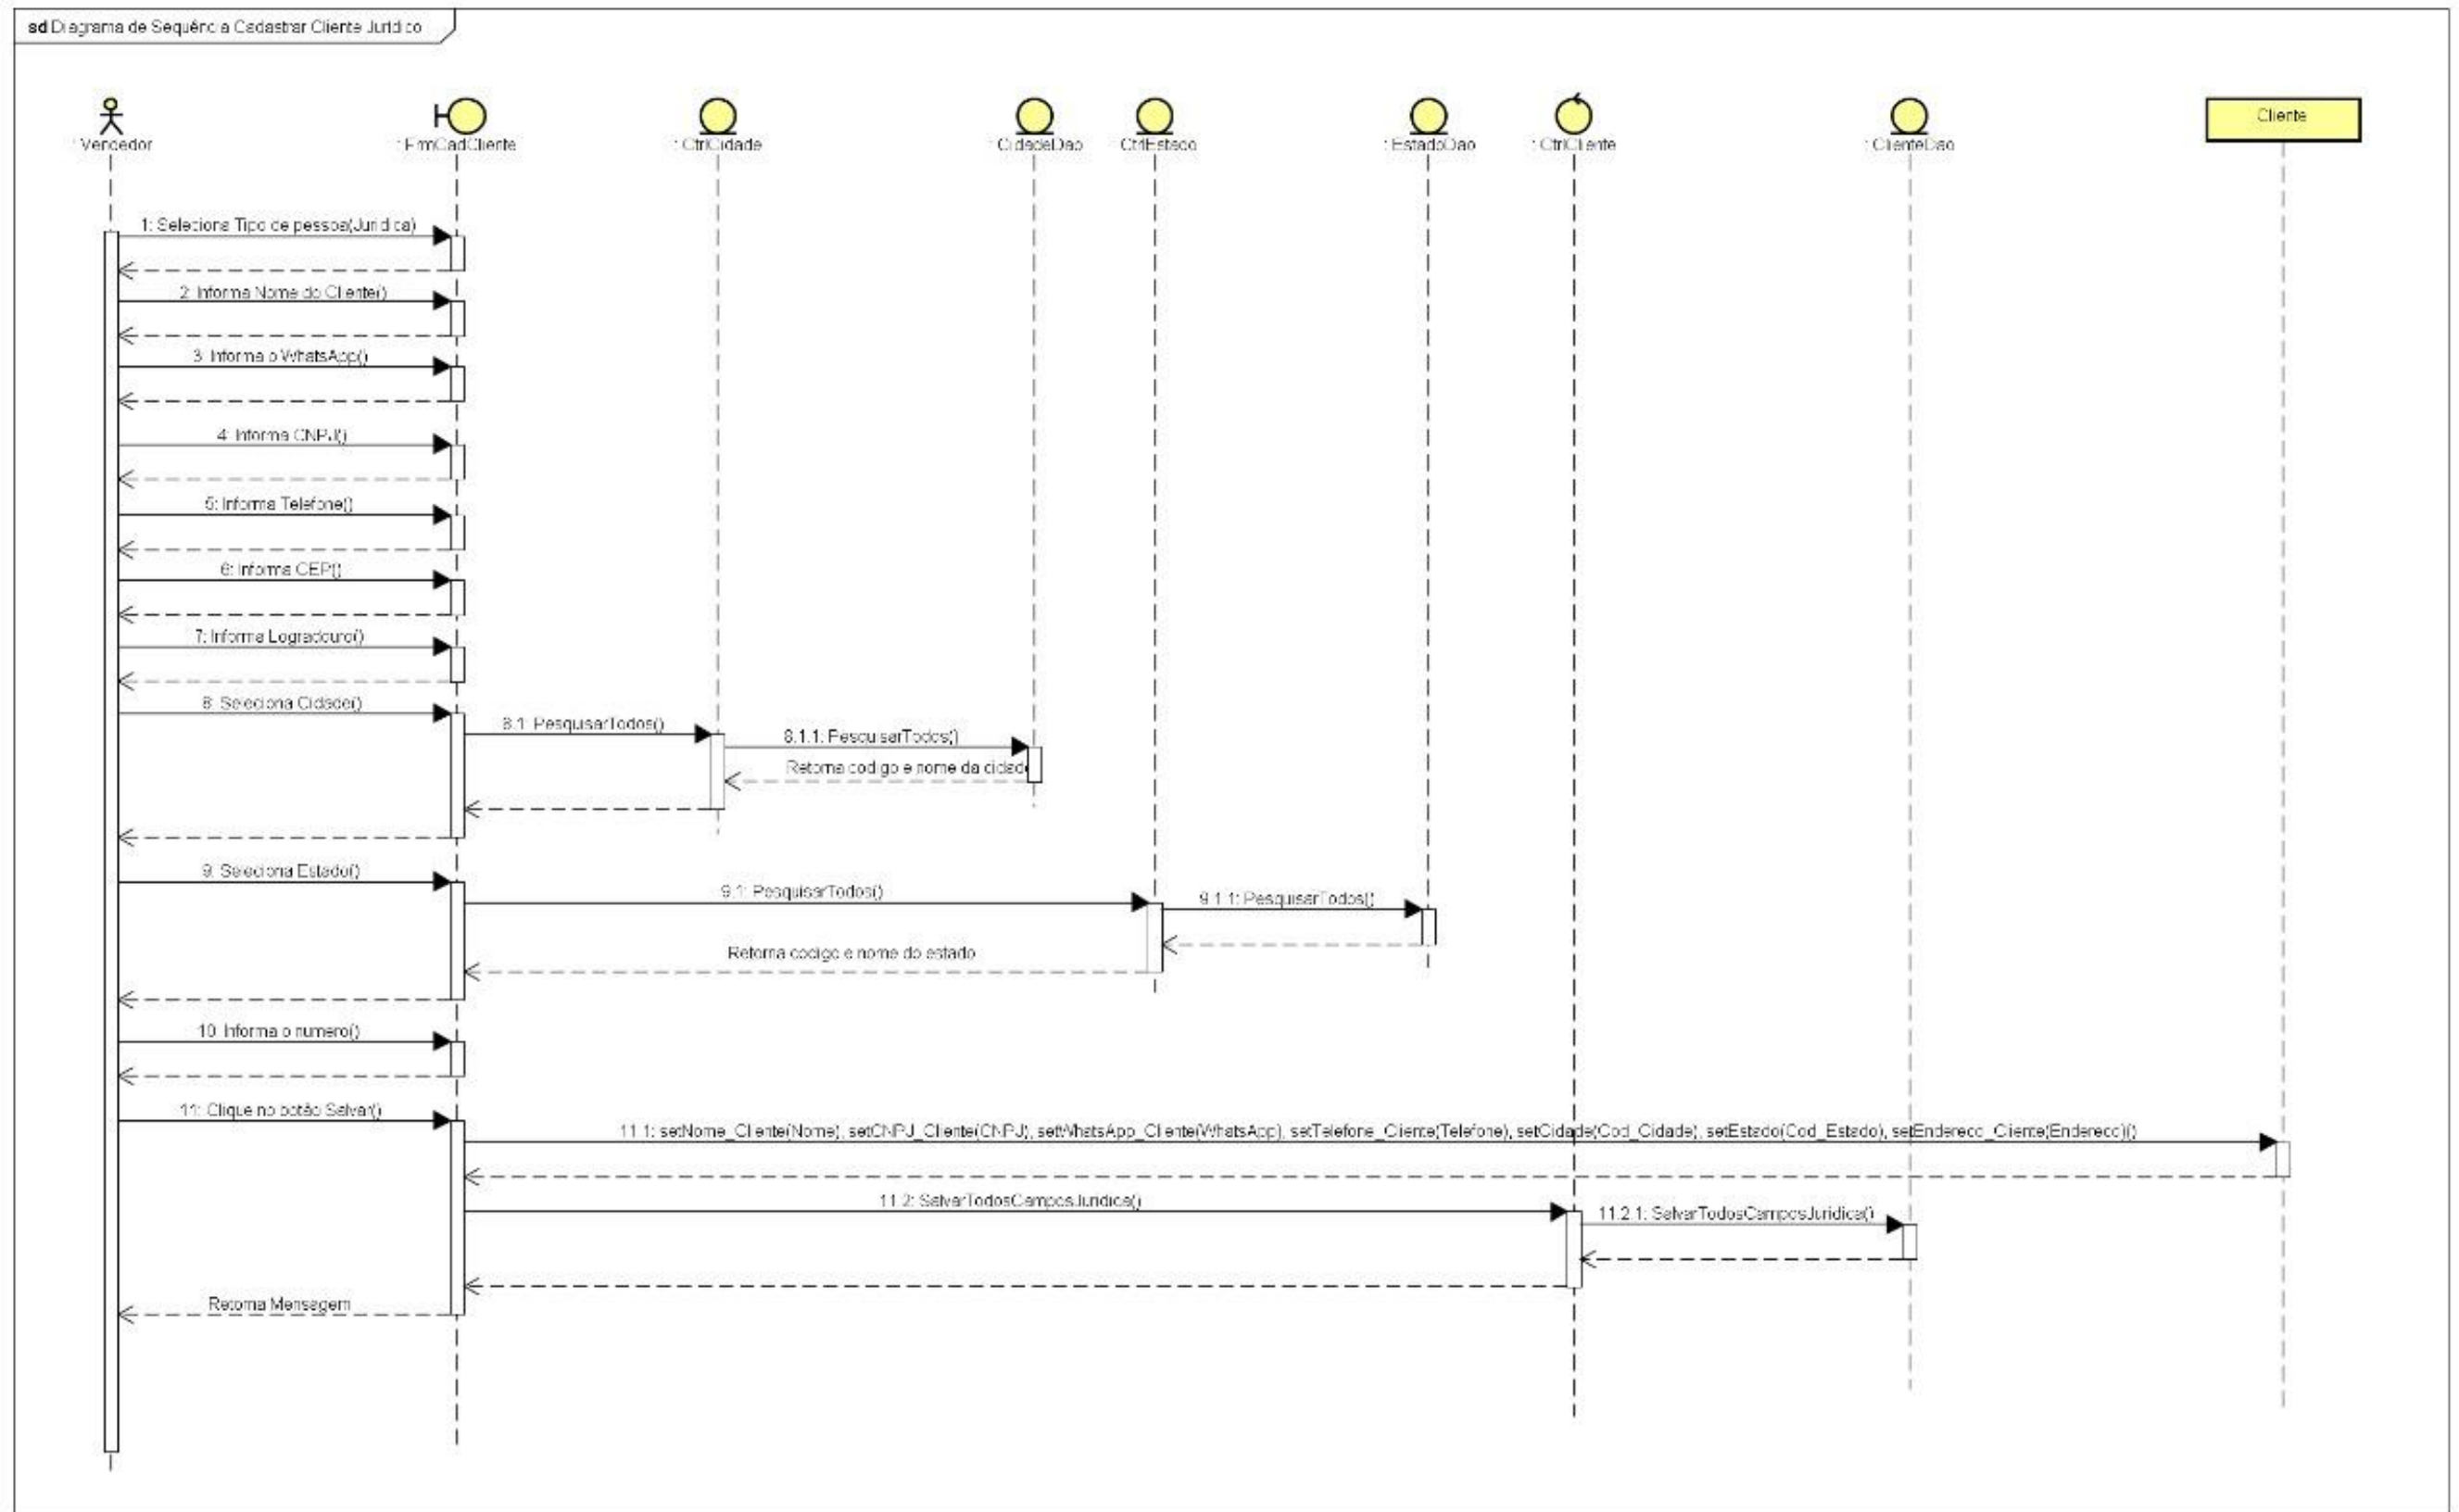 sd Diagrama de Sequência Cadastrar Cliente Juridico
: Vendedor
: FrmCadCliente
: CtrlCidade
: CidadeDao
CtrlEstado
: EstadoDao
: CtrlCliente
: ClienteDao
Cliente
1: Seleciona Tipo de pessoa(Juridica)
2: Informa Nome do Cliente()
3: Informa o WhatsApp()
4: Informa CNPJ()
5: Informa Telefone()
6: Informa CEP()
7: Informa Logradouro()
8: Seleciona Cidade()
8.1: PesquisarTodos()
8.1.1: PesquisarTodos()
Retorna codigo e nome da cidade
9: Seleciona Estado()
9.1: PesquisarTodos()
9.1.1: PesquisarTodos()
Retorna codigo e nome do estado
10: Informa o numero()
11: Clique no botão Salvar()
11.1: setNome_Cliente(Nome), setCNPJ_Cliente(CNPJ), setWhatsApp_Cliente(WhatsApp), setTelefone_Cliente(Telefone), setCidade(Cod_Cidade), setEstado(Cod_Estado), setEndereco_Cliente(Endereco)()
11.2: SalvarTodosCamposJuridica()
11.2.1: SalvarTodosCamposJuridica()
Retorna Mensagem